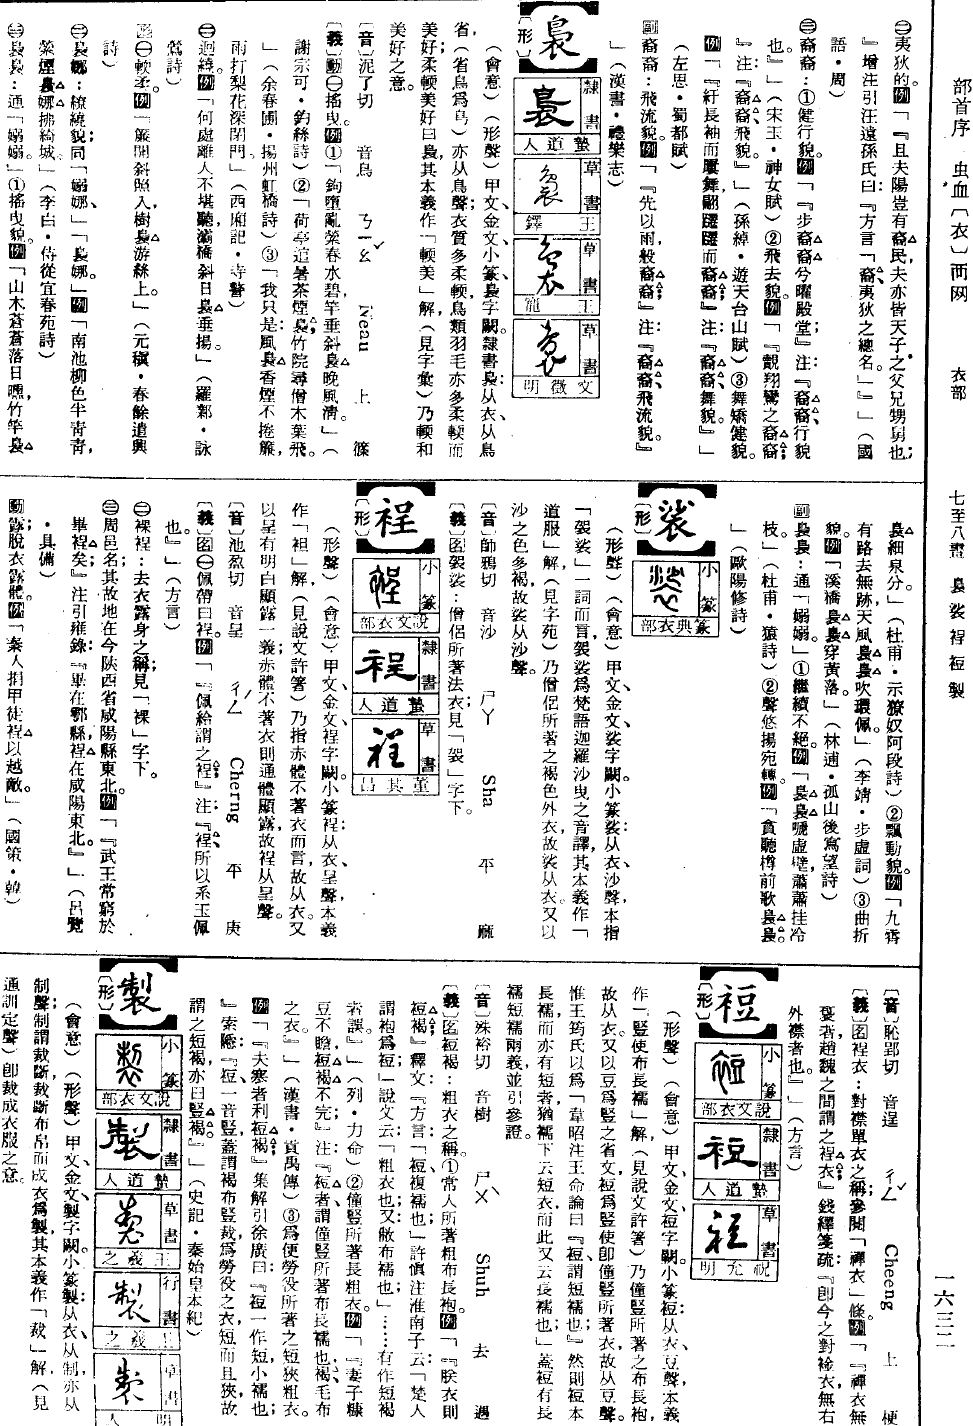 部首序　虫血〔衣〕襾网　　衣部　　七至八畫　裊裟裎裋製　　一六三二
㊁夷狄的。例「『且夫陽豈有裔民夫亦皆天子之父兄甥舅也；
『增注引汪遠孫氏曰：『方言「裔、夷狄之總名。」』」（國
語・周）
㊂裔裔：①健行貌。例「『步裔裔兮曜殿堂』注：『裔裔、行貌
也。』」（宋玉・神女賦）②飛去貌。例「『覿翔鸞之裔裔；
『注：『裔裔、飛貌。』」（孫綽・遊天台山賦）③舞矯健貌。
例「『紆長袖而屢舞，翩躚躚而裔裔』注：『裔裔、舞貌。』」
（左思・蜀都賦）
副裔裔：飛流貌。例「『先以雨，般裔裔；』注：『裔裔、飛流貌。』
」（漢書・禮樂志）
裊
〔形〕
隸書　蟄道人
草書　王鐸
草書　王寵
草書　文徵明
（會意）（形聲）甲文、金文、小篆裊字闕。隸書裊：从衣、从鳥
省，（省鳥爲鳥）亦从鳥聲；衣質多柔輭，鳥類羽毛亦多柔輭而
美好；柔輭美好曰裊，其本義作「輭美」解，（見字彙）乃輭和
美好之意。
〔音〕泥了切　音鳥　ㄋㄧㄠˇ　Neau　上　篠
〔義〕動㊀搖曳。例①「鉤墮亂縈春水碧，竿垂斜裊晚風清。」（
謝宗可・釣絲詩）②「荷亭逭暑茶煙裊，竹院尋僧木葉飛。
」（余春圃・揚州虹橋詩）③「我只是：風裊香煙不捲簾，
雨打梨花深閉門。」（西廂記・寺警）
㊁迴繞。例「何處離人不堪聽，灞橋斜日裊垂揚。」（羅鄴・詠
鶯詩）
形㊀輭柔。例「簾開斜照入，樹裊游絲上。」（元稹・春餘遣興
詩）
㊁裊娜：繚繞貌，同「嫋娜」「裊娜。」例「南池柳色半靑靑，
縈煙裊娜拂綺城。」（李白・侍從宜春苑詩）
㊂裊裊：通「嫋嫋。」①搖曳貌。例「山木蒼蒼落日曛，竹竿裊
裊細泉分。」（杜甫・示獠奴阿段詩）②飄動貌。例「九霄
有路去無跡，天風裊裊吹瓌佩。」（李靖・步虛詞）③曲折
貌。例「溪橋裊裊穿黃落。」（林逋・孤山後寫望詩）
副裊裊：通「嫋嫋。」①繼續不絕。例「裊裊嗁虛壁，蕭蕭挂冷
枝。」（杜甫・猿詩）②聲悠揚宛轉。例「貪聽樽前歌裊裊。
」（歐陽修詩）
裟
〔形〕
小篆　篆典衣部
（形聲）（會意）甲文、金文、裟字闕。小篆裟：从衣、沙聲，本指
「袈裟」一詞而言；袈裟爲梵語迦羅沙曳之音譯，其本義作「
道服」解，（見字苑）乃僧侶所著之褐色外衣，故裟从衣。又以
沙之色多褐，故裟从沙聲。
〔音〕師鴉切　音沙　ㄕㄚ　Sha　平　麻
〔義〕图袈裟：僧侶所著法衣，見「袈」字下。
裎
〔形〕
小篆　說文衣部
隸書　蟄道人
草書　董其昌
（形聲）（會意）甲文、金文、裎字闕。小篆裎：从衣、呈聲，本義
作「袒」解，（見說文許箸）乃指赤體不著衣而言，故从衣。又
以呈有明白顯露一義，赤體不著衣則通體顯露，故裎从呈聲。
〔音〕池盈切　音呈　ㄔㄥˊ　Cherng　平　庚
〔義〕图㊀佩帶曰裎。例「『佩紟謂之裎；』注：『裎、所以系玉佩
也。』」（方言）
㊁裸裎：去衣露身之稱；見「裸」字下。
㊂周邑名；其故地在今陝西省咸陽縣東北。例「『武王常窮於
畢裎矣』注引雍錄：『畢在鄠縣，裎在咸陽東北。』」（呂覽
・具備）
動露脫衣露體。例「秦人捐甲徒裎以越敵。」（國策・韓）
〔音〕恥郢切　音逞　ㄔㄥˇ　Cheeng　上　梗
〔義〕图裎衣：對襟單衣之稱，參閱「襌衣」條。例「『襌衣，無
袌者，趙魏之間謂之裎衣；』錢繹箋疏：『卽今之對裣衣，無右
外襟者也。』」（方言）
裋
〔形〕
小篆　說文衣部
隸書　蟄道人
草書　祝允明
（形聲）（會意）甲文、金文裋字闕。小篆裋：从衣、豆聲，本義
作「豎使布長襦」解，（見說文許箸）乃僮豎所著之布長袍，
故从衣。又以豆爲豎之省文，裋爲豎使卽僮豎所著衣，故从豆聲。
惟王筠氏以爲「韋昭注王命論曰『裋謂短襦也』然則裋本
長襦，而亦有短者，猶襦下云短衣，而此又云長襦也」蓋裋有長
襦短襦兩義，並引參證。
〔音〕殊裕切　音樹　ㄕㄨˋ　Shuh　去　遇
〔義〕图裋褐：粗衣之稱。①常人所著粗布長袍。例「『朕衣則
裋褐；』釋文：『方言「裋、複襦也」許慎注淮南子云：「楚人
謂袍爲裋；」說文云：「粗衣也；又敝布襦也」……有作短褐
者，誤。」（列・力命）②僮豎所著長粗衣。例「『妻子糠
豆不贍，裋褐不完；』注：『裋者，謂僮豎所著布長襦也，褐毛布
之衣。』」（漢書・貢禹傳）③爲便勞役所著之短狹粗衣。
例「『夫寒者利裋褐』集解引徐廣曰：『裋一作短，小襦也；
』索隱：『裋、一音豎，蓋謂褐布豎裁，爲勞役之衣，短而且狹，故
謂之短褐，亦曰豎褐。』」（史記・秦始皇本紀）
製
〔形〕
小篆　說文衣部
隸書　蟄道人
草書　王羲之
行書　王羲之
草書　明人
（會意）（形聲）甲文、金文、製字闕。小篆製：从衣、从制，亦从
制聲；制謂裁斷，裁斷布帛而成衣爲製，其本義作「裁」解，（見
通訓定聲）卽裁成衣服之意。